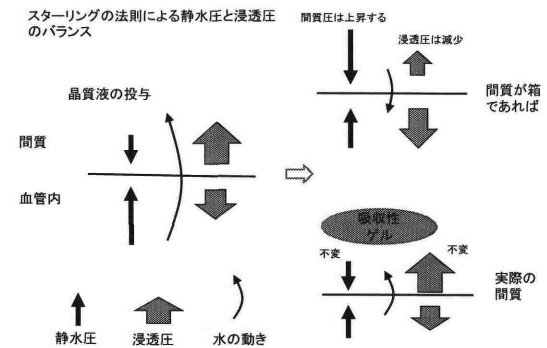 スターリングの法則による静水圧と浸透圧
のバランス
間質圧は上昇する
浸透圧は減少
間質が箱
であれば
晶質液の投与
間質
血管内
吸収性
ゲル
不変
不変
実際の
間質
静水圧
浸透圧
水の動き